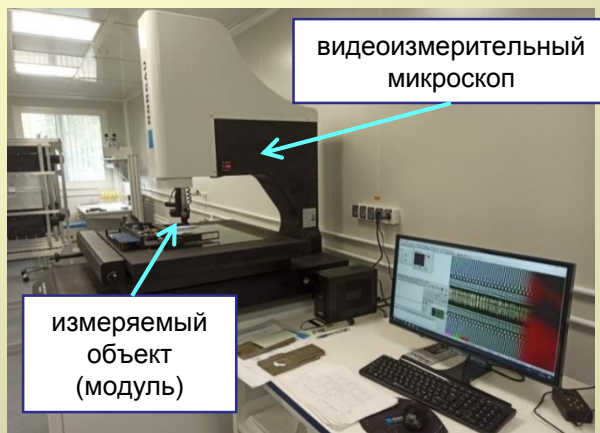 видеоизмерительный
микроскоп
измеряемый
объект
(модуль)